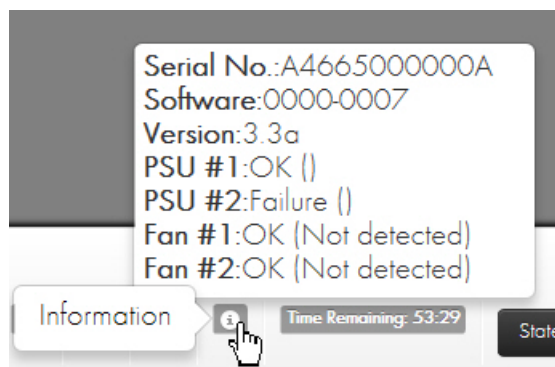 Serial No.:A4665000000A
Software:0000-0007
Version:3.3a
PSU #1:OK ()
PSU #2:Failure ()
Fan #1:OK (Not detected)
Fan #2:OK (Not detected)
Information
Time Remaining: 53:29
State